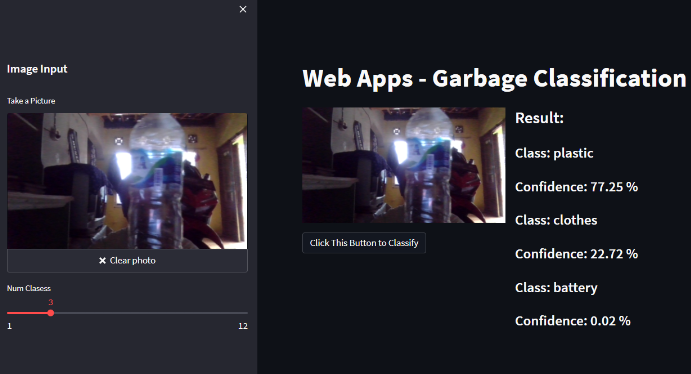 Image Input
Take a Picture
Clear photo
Num Clasess
3
1 12
Web Apps - Garbage Classification
Click This Button to Classify
Result:
Class: plastic
Confidence: 77.25 %
Class: clothes
Confidence: 22.72 %
Class: battery
Confidence: 0.02 %